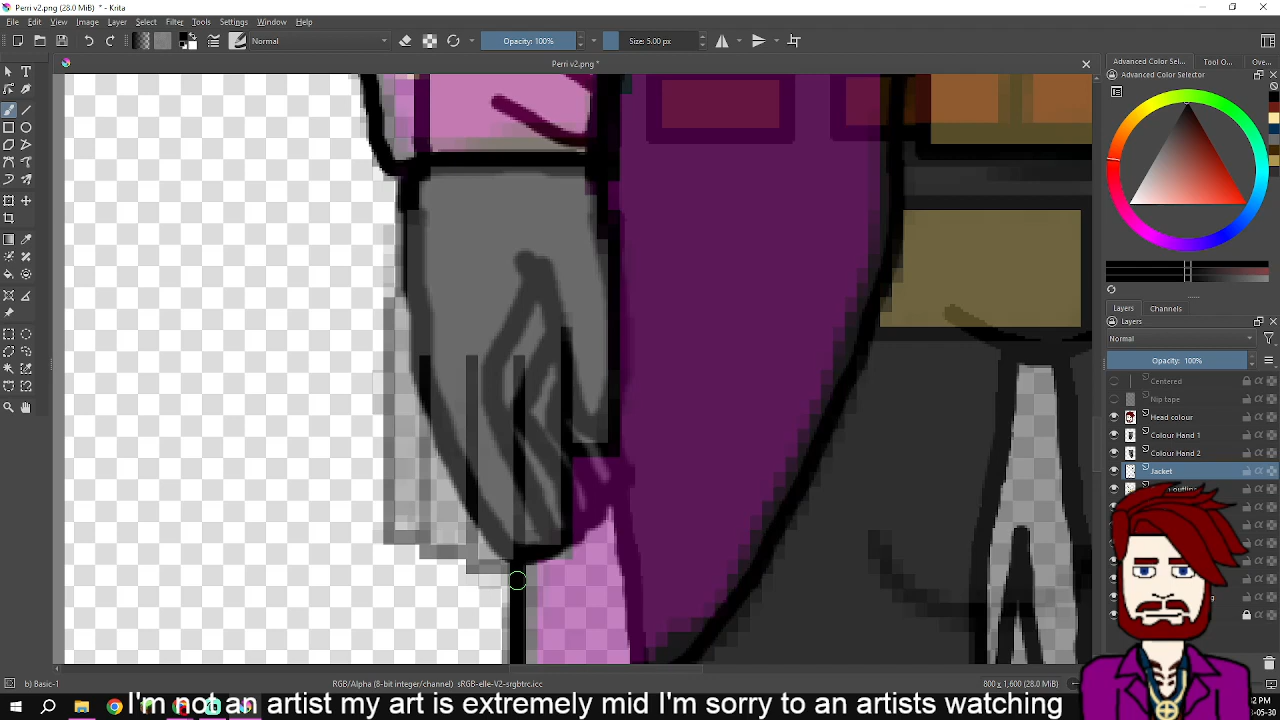 Perri v2.png (28.0 MiB) * - Krita
File Edit View Image Layer Select Filter Tools Settings Window Help
Normal Opacity: 100% Size: 5.00 px
Perri v2.png *
Advanced Color Sel... Tool O... Ove...
Advanced Color Selector
Layers Channels
Layers
Normal
Opacity: 100%
Centered
Nip tape
Head colour
Colour Hand 1
Colour Hand 2
Jacket
b) Basic-1 RGB/Alpha (8-bit integer/channel) sRGB-elle-V2-srgbtrc.icc 800 x 1,600 (28.0 MiB)
I'm not an artist my art is extremely mid I'm sorry to an artists watching